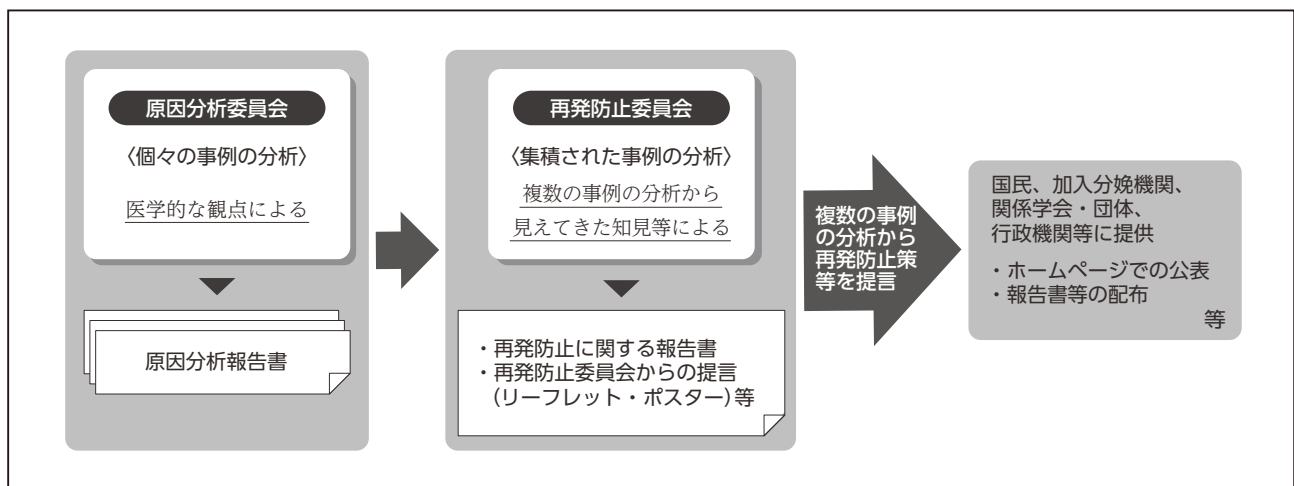 原因分析委員会
〈個々の事例の分析〉
医学的な観点による
原因分析報告書
再発防止委員会
〈集積された事例の分析〉
複数の事例の分析から
見えてきた知見等による
・再発防止に関する報告書
・再発防止委員会からの提言
（リーフレット・ポスター）等
複数の事例
の分析から
再発防止策
等を提言
国民、加入分娩機関、
関係学会・団体、
行政機関等に提供
・ホームページでの公表
・報告書等の配布
等